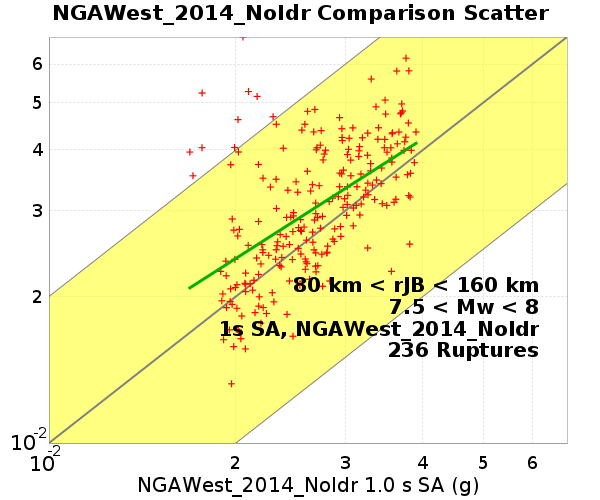 NGAWest_2014_NoIdr Comparison Scatter
6
5
4
3
2
10-2
80 km < rJB < 160 km
7.5 < Mw < 8
1s SA, NGAWest_2014_NoIdr
236 Ruptures
10-2
2
3
4
5
6
NGAWest_2014_NoIdr 1.0 s SA (g)